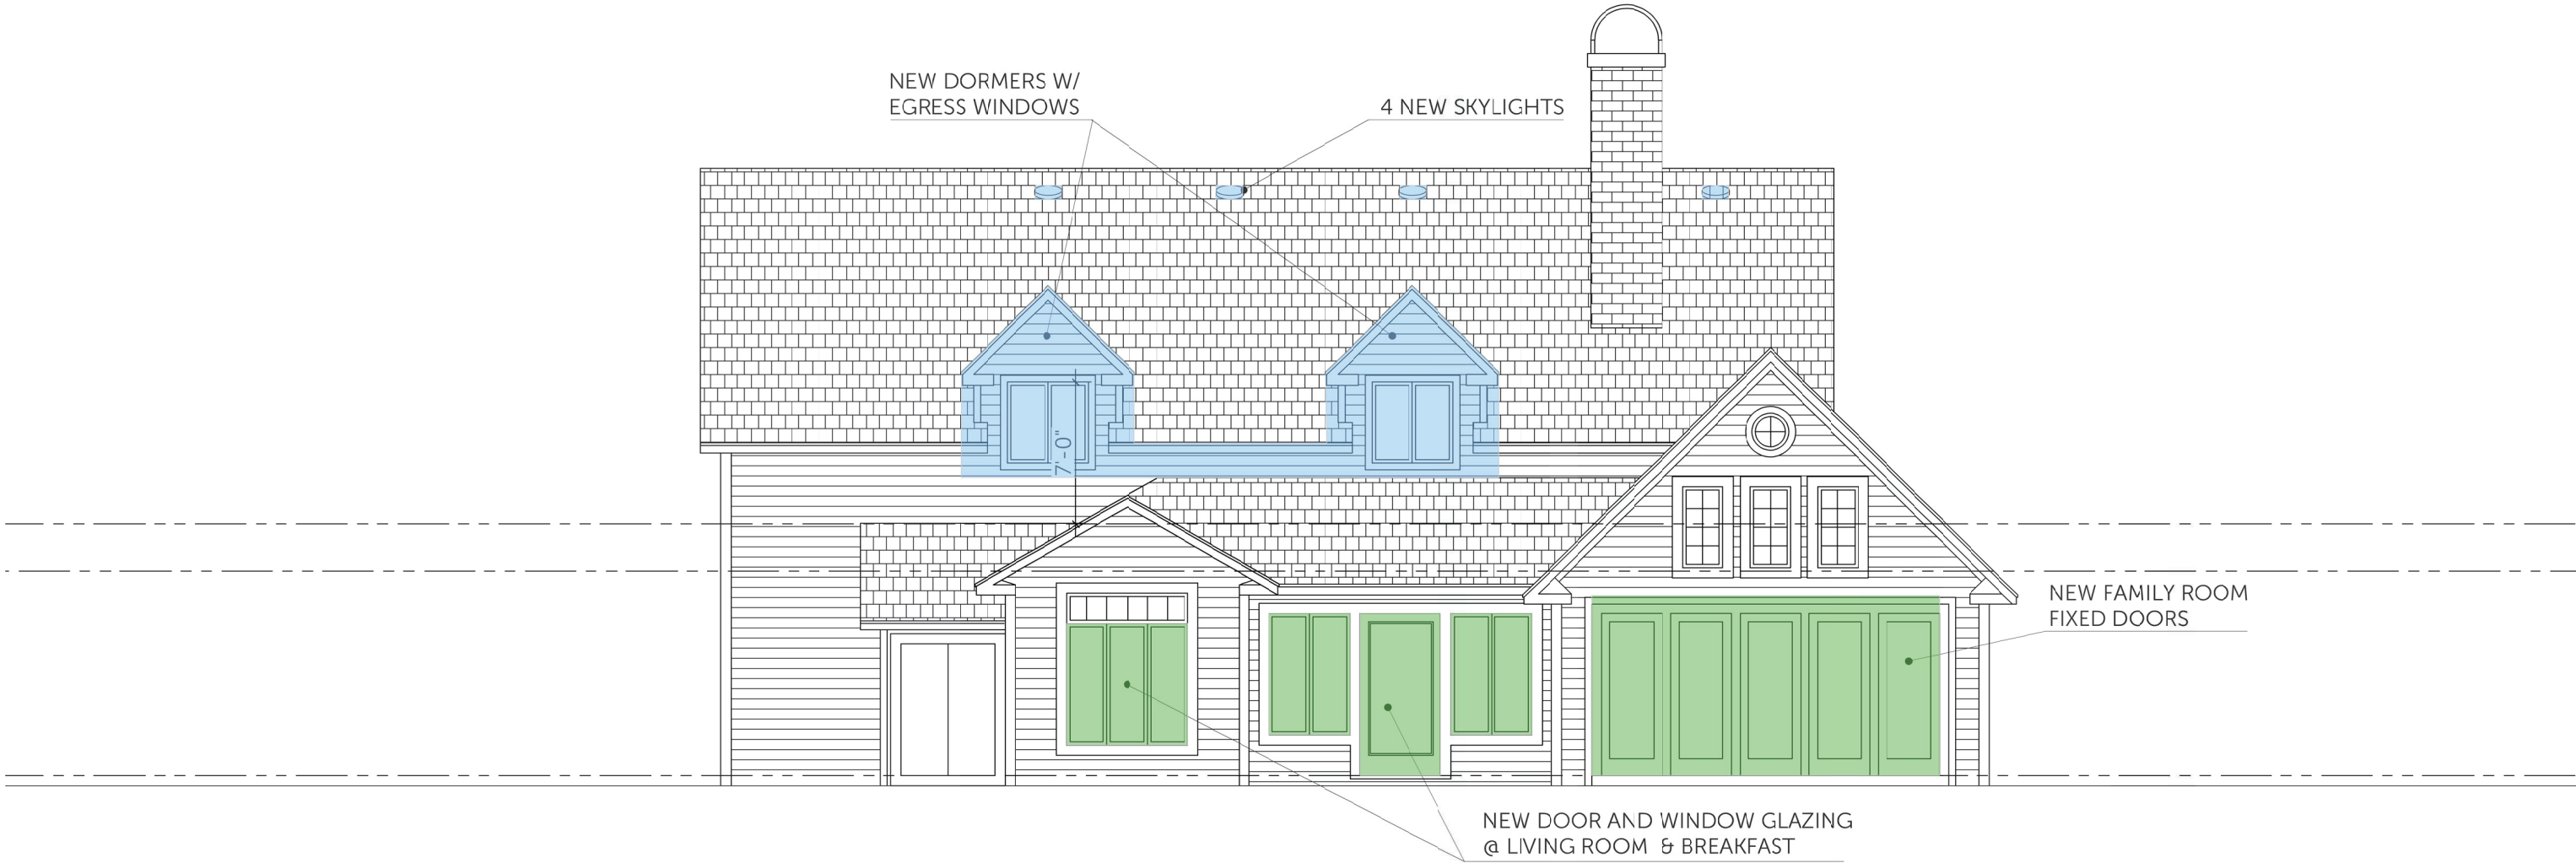 NEW DORMERS W/
EGRESS WINDOWS
4 NEW SKYLIGHTS
7'-0"
NEW FAMILY ROOM
FIXED DOORS
NEW DOOR AND WINDOW GLAZING
@ LIVING ROOM & BREAKFAST